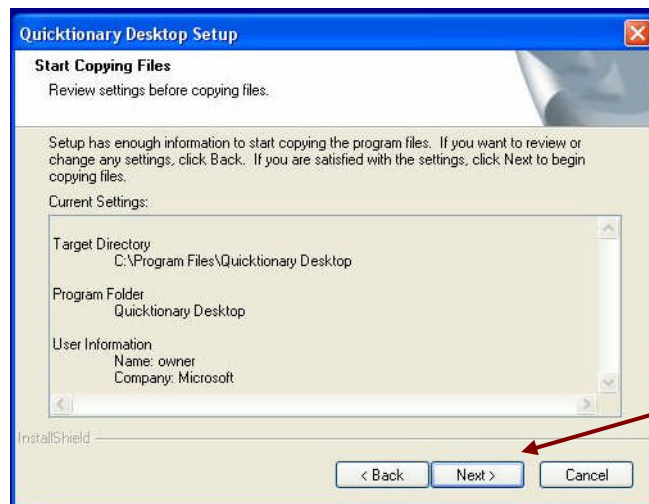 Quicktionary Desktop Setup
Start Copying Files
Review settings before copying files.
Setup has enough information to start copying the program files.  If you want to review or
change any settings, click Back.  If you are satisfied with the settings, click Next to begin
copying files.
Current Settings:
Target Directory
C:\Program Files\Quicktionary Desktop
Program Folder
Quicktionary Desktop
User Information
Name: owner
Company: Microsoft
InstallShield
< Back
Next >
Cancel